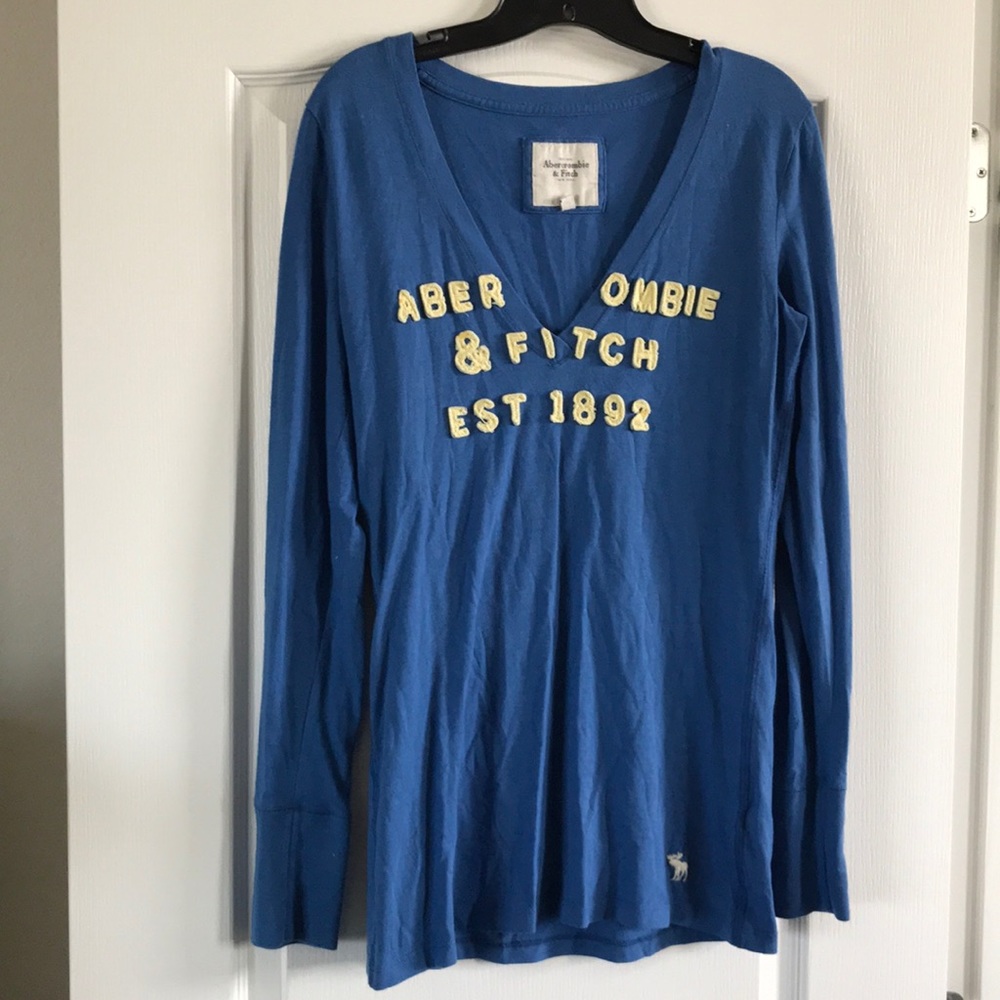 Abercrombie
& Fitch
ABER OMBIE
& FITCH
EST 1892